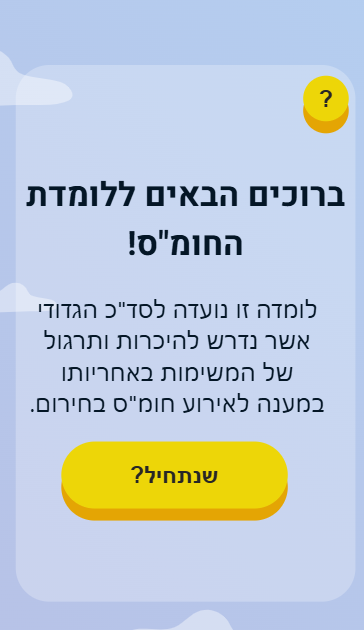 ?
ברוכים הבאים ללומדת
החומ"ס!
לומדה זו נועדה לסד"כ הגדודי
אשר נדרש להיכרות ותרגול
של המשימות באחריותו
במענה לאירוע חומ"ס בחירום.
שנתחיל?